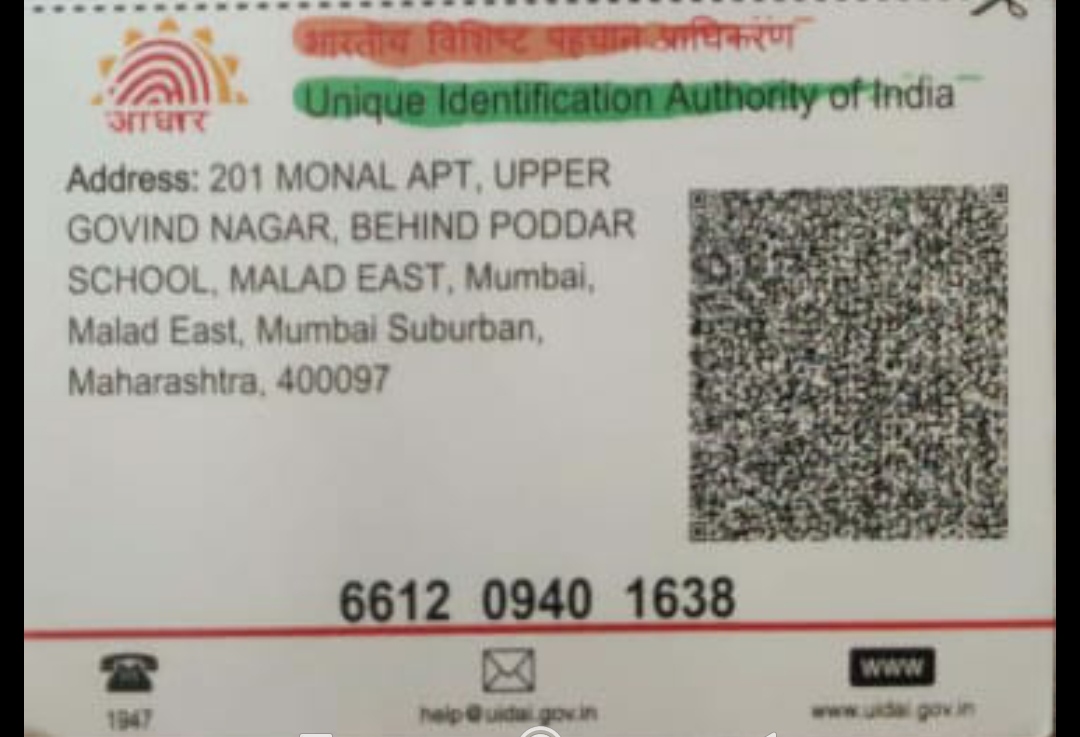 भारतीय विशिष्ट पहचान प्राधिकरण
Unique Identification Authority of India
आधार
Address: 201 MONAL APT, UPPER
GOVIND NAGAR, BEHIND PODDAR
SCHOOL, MALAD EAST, Mumbai,
Malad East, Mumbai Suburban,
Maharashtra, 400097
6612 0940 1638
WWW
1947
help@uidai.gov.in
www.uidai.gov.in